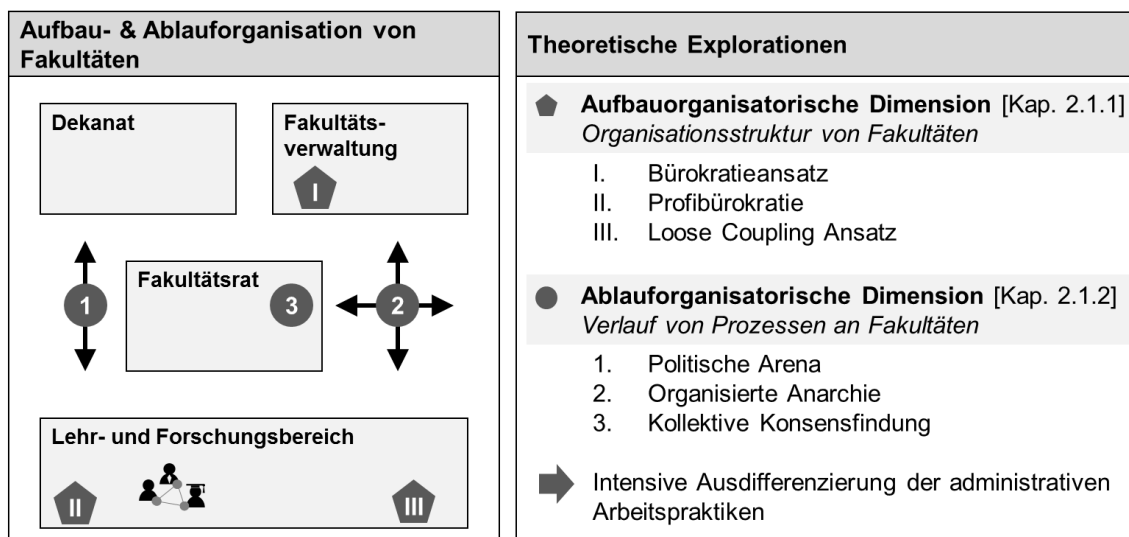 Aufbau- & Ablauforganisation von
Fakultäten
Dekanat
Fakultäts-
verwaltung
I
1
Fakultätsrat
3
2
Lehr- und Forschungsbereich
II
III
Theoretische Explorationen
Aufbauorganisatorische Dimension [Kap. 2.1.1]
Organisationsstruktur von Fakultäten
I. Bürokratieansatz
II. Profibürokratie
III. Loose Coupling Ansatz
Ablauforganisatorische Dimension [Kap. 2.1.2]
Verlauf von Prozessen an Fakultäten
1. Politische Arena
2. Organisierte Anarchie
3. Kollektive Konsensfindung
Intensive Ausdifferenzierung der administrativen
Arbeitspraktiken